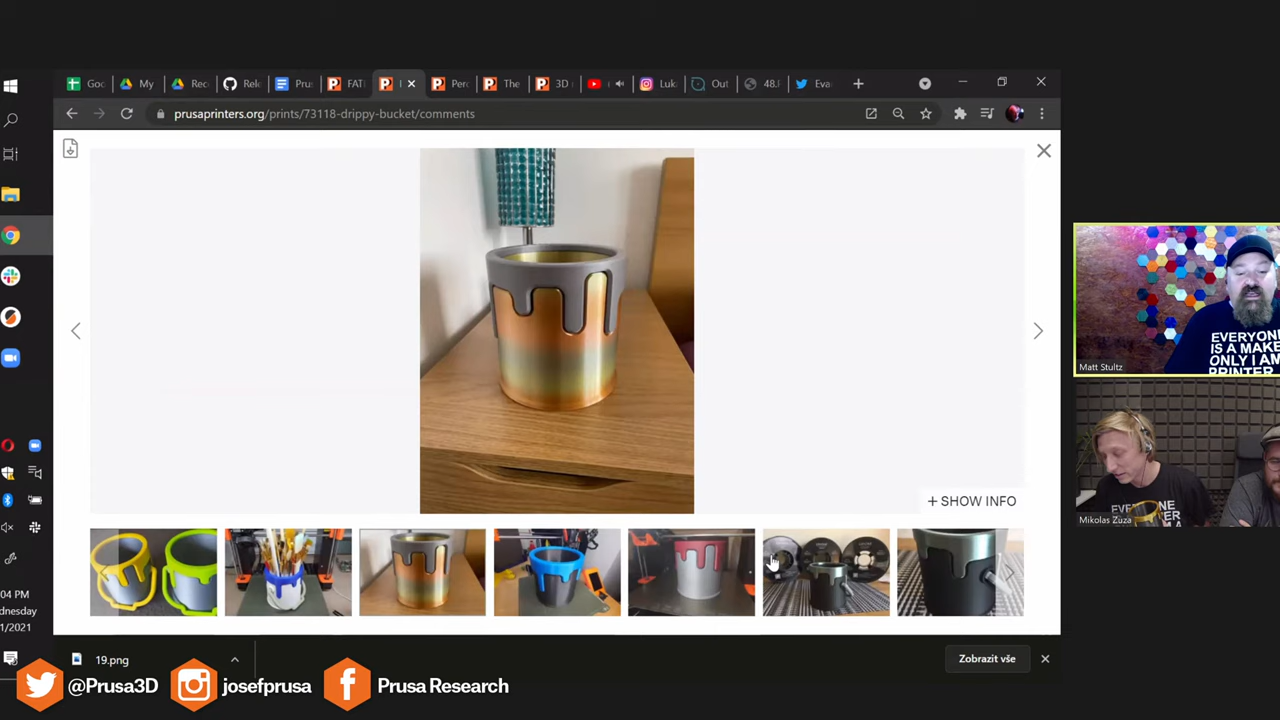 Goo
My
Rec
Rele
Pru
FAT
Perc
The
3D
Luk
Out
48.l
Eva
prusaprinters.org/prints/73118-drippy-bucket/comments
+ SHOW INFO
Matt Stultz
EVERYONE
IS A MAKE
ONLY I AM
PRINTER
Mikolas Zuza
04 PM
dnesday
1/2021
19.png
Zobrazit vše
@Prusa3D
josefprusa
Prusa Research